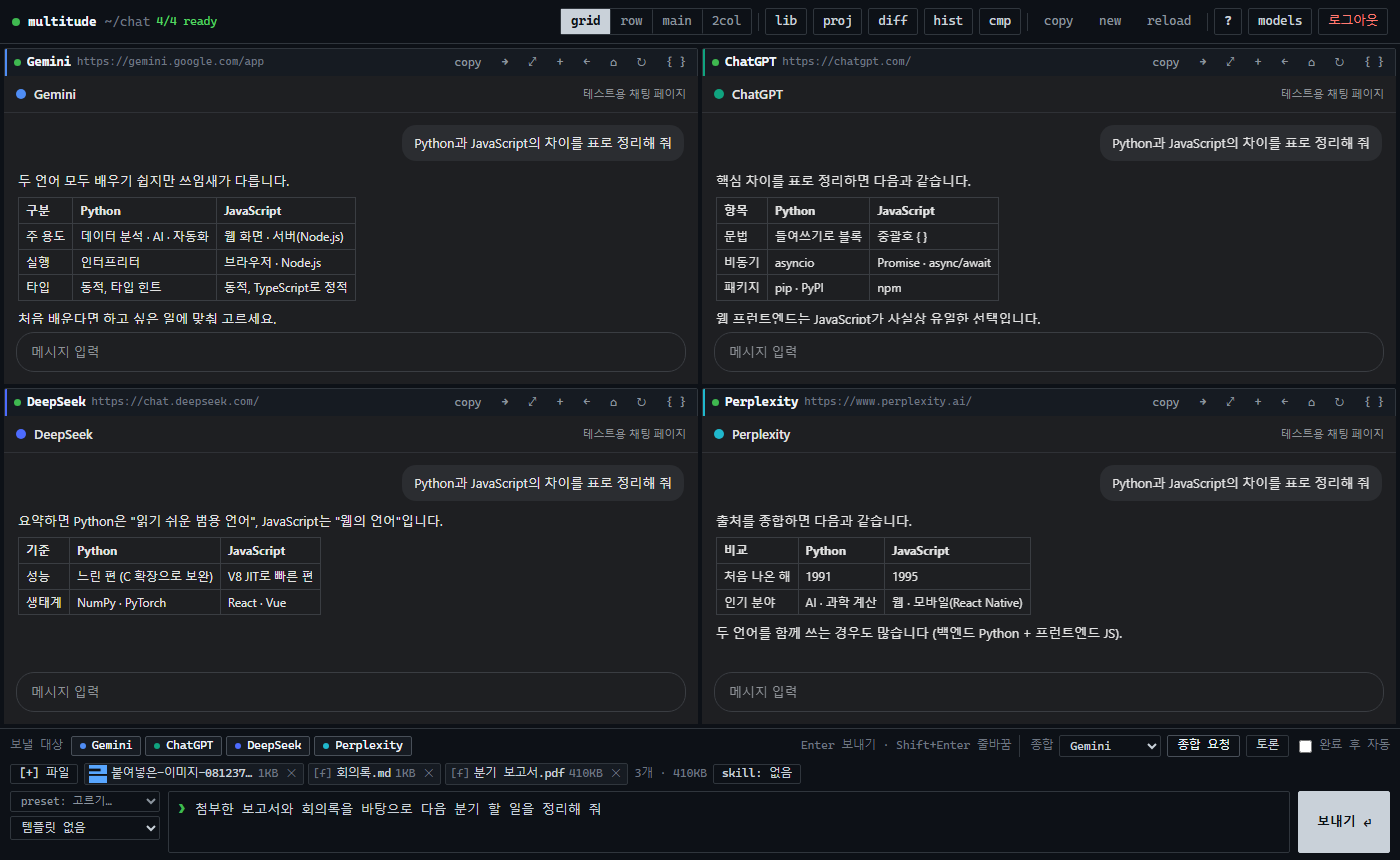 multitude ~/chat 4/4 ready
grid row main 2col lib proj diff hist cmp copy new reload ? models 로그아웃
Gemini https://gemini.google.com/app copy → ⤢ + ← ⌂ ↻ { }
Gemini 테스트용 채팅 페이지
Python과 JavaScript의 차이를 표로 정리해 줘
두 언어 모두 배우기 쉽지만 쓰임새가 다릅니다.
구분 Python JavaScript
주 용도 데이터 분석 · AI · 자동화 웹 화면 · 서버(Node.js)
실행 인터프리터 브라우저 · Node.js
타입 동적, 타입 힌트 동적, TypeScript로 정적
처음 배운다면 하고 싶은 일에 맞춰 고르세요.
메시지 입력
ChatGPT https://chatgpt.com/ copy → ⤢ + ← ⌂ ↻ { }
ChatGPT 테스트용 채팅 페이지
Python과 JavaScript의 차이를 표로 정리해 줘
핵심 차이를 표로 정리하면 다음과 같습니다.
항목 Python JavaScript
문법 들여쓰기로 블록 중괄호 { }
비동기 asyncio Promise · async/await
패키지 pip · PyPI npm
웹 프런트엔드는 JavaScript가 사실상 유일한 선택입니다.
메시지 입력
DeepSeek https://chat.deepseek.com/ copy → ⤢ + ← ⌂ ↻ { }
DeepSeek 테스트용 채팅 페이지
Python과 JavaScript의 차이를 표로 정리해 줘
요약하면 Python은 "읽기 쉬운 범용 언어", JavaScript는 "웹의 언어"입니다.
기준 Python JavaScript
성능 느린 편 (C 확장으로 보완) V8 JIT로 빠른 편
생태계 NumPy · PyTorch React · Vue
메시지 입력
Perplexity https://www.perplexity.ai/ copy → ⤢ + ← ⌂ ↻ { }
Perplexity 테스트용 채팅 페이지
Python과 JavaScript의 차이를 표로 정리해 줘
출처를 종합하면 다음과 같습니다.
비교 Python JavaScript
처음 나온 해 1991 1995
인기 분야 AI · 과학 계산 웹 · 모바일(React Native)
두 언어를 함께 쓰는 경우도 많습니다 (백엔드 Python + 프런트엔드 JS).
메시지 입력
보낼 대상 Gemini ChatGPT DeepSeek Perplexity Enter 보내기 · Shift+Enter 줄바꿈 종합 Gemini 종합 요청 토론 완료 후 자동
[+] 파일 붙여넣은-이미지-081237… 1KB × [f] 회의록.md 1KB × [f] 분기 보고서.pdf 410KB × 3개 · 410KB skill: 없음
preset: 고르기…
템플릿 없음
❯ 첨부한 보고서와 회의록을 바탕으로 다음 분기 할 일을 정리해 줘
보내기 ↵